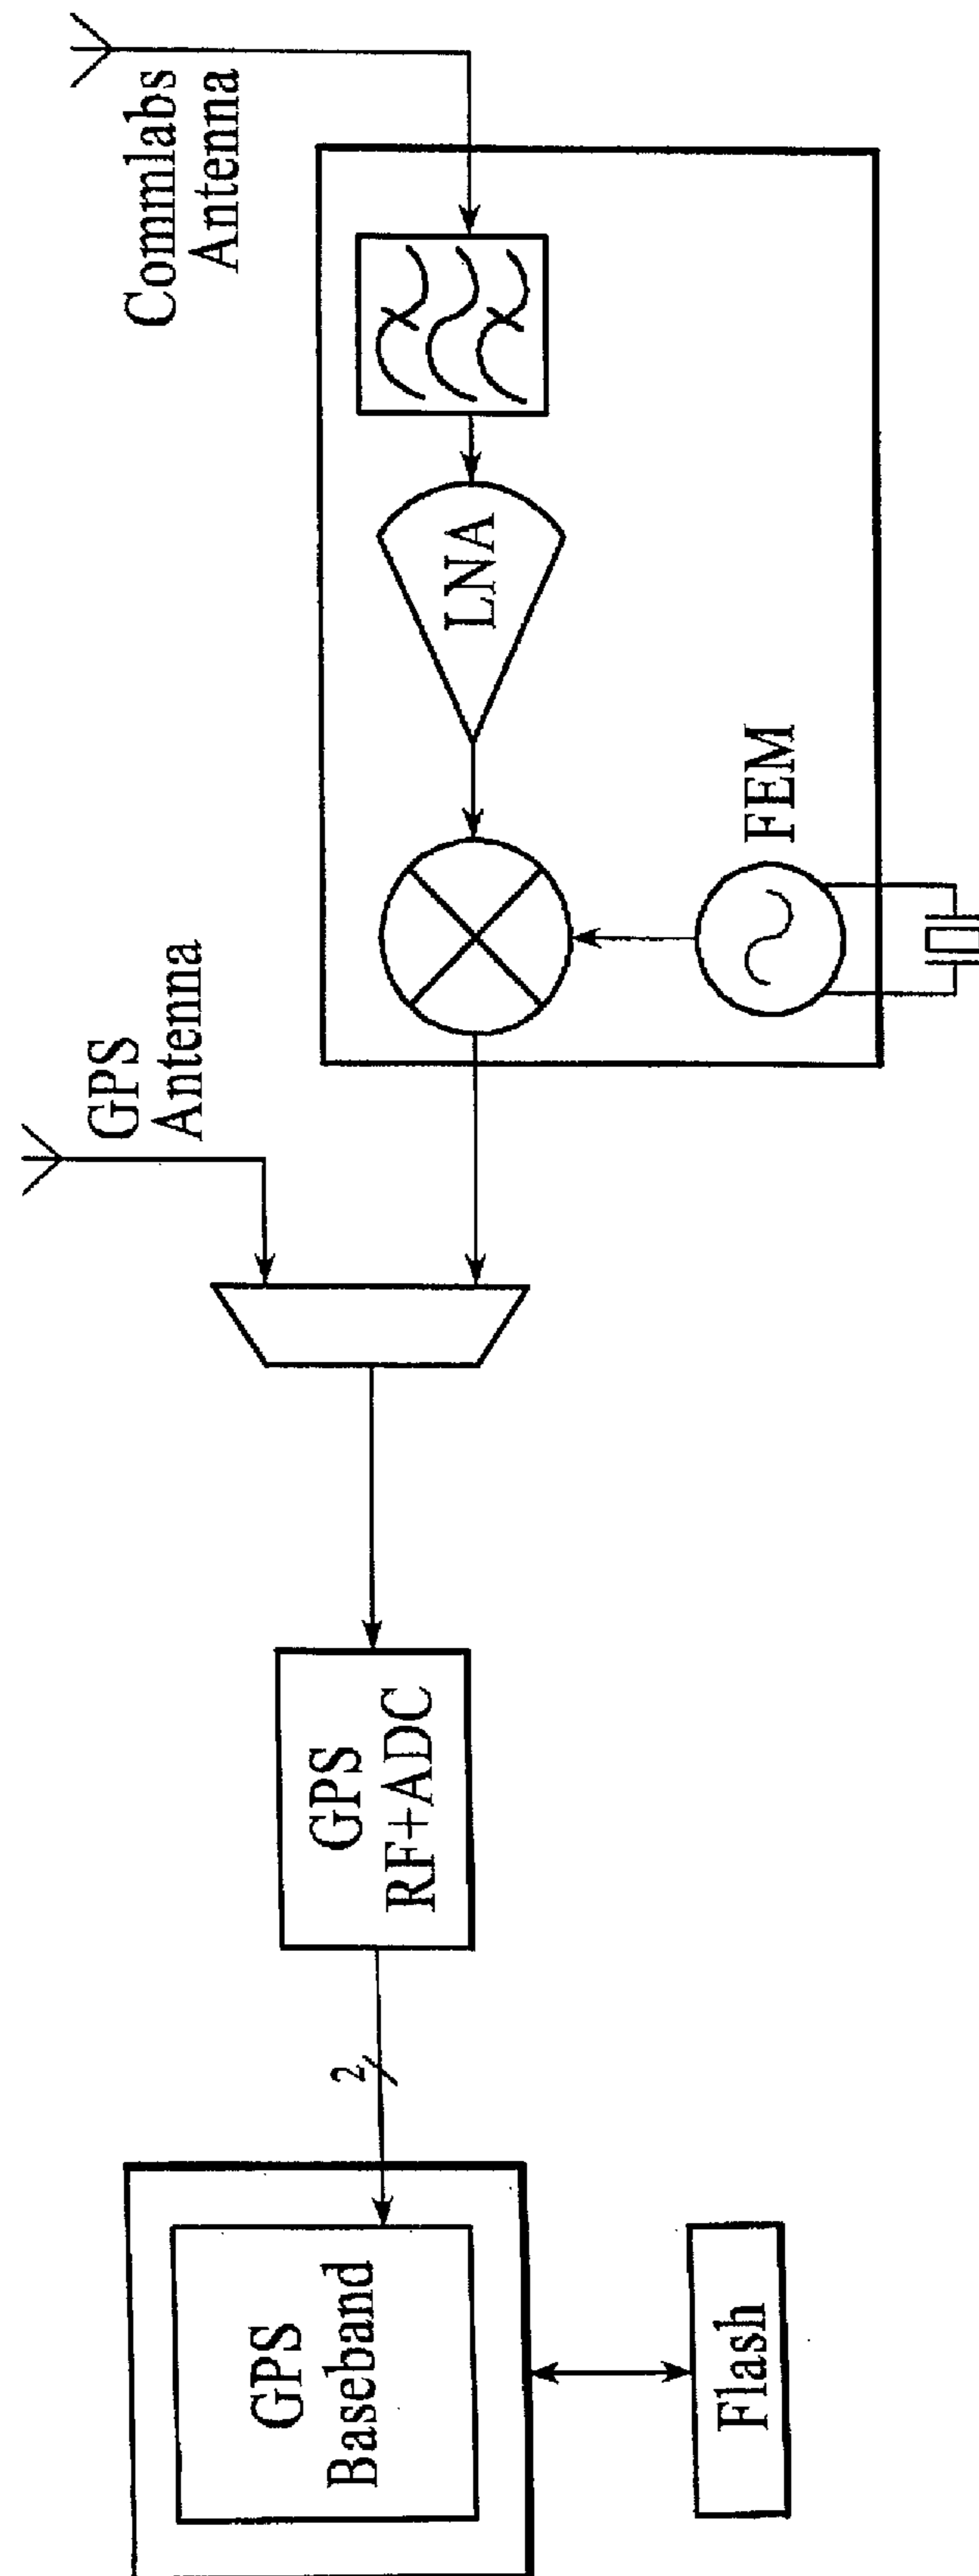 Commlabs
Antenna
LNA
FEM
GPS
Antenna
GPS
RF+ADC
2
GPS
Baseband
Flash